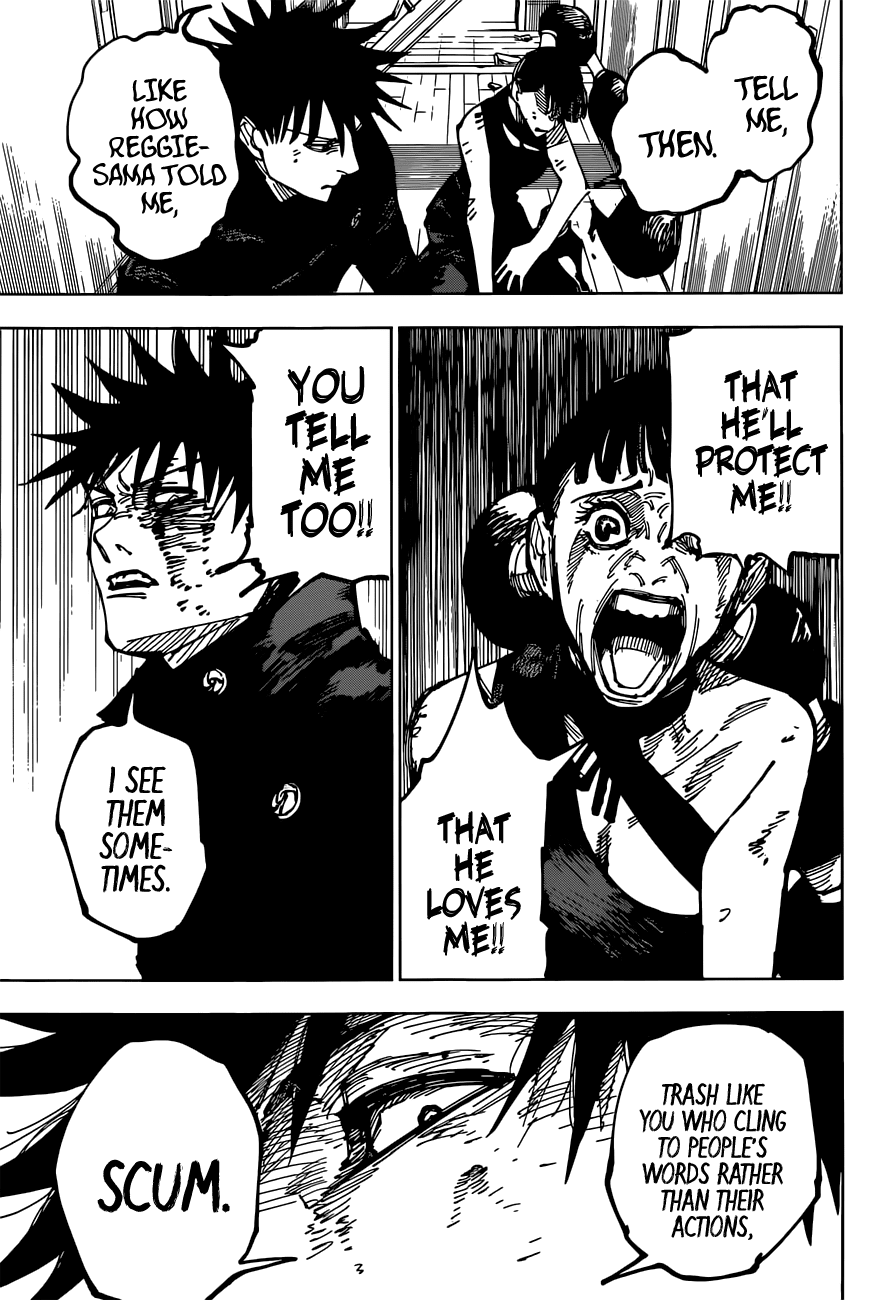 TELL
ME,
THEN.
LIKE
HOW
REGGIE-
SAMA TOLD
ME,
THAT
HE'LL
PROTECT
ME!!
THAT
HE
LOVES
ME!!
YOU
TELL
ME
TOO!!
I SEE
THEM
SOME-
TIMES.
TRASH LIKE
YOU WHO CLING
TO PEOPLE'S
WORDS RATHER
THAN THEIR
ACTIONS,
SCUM.